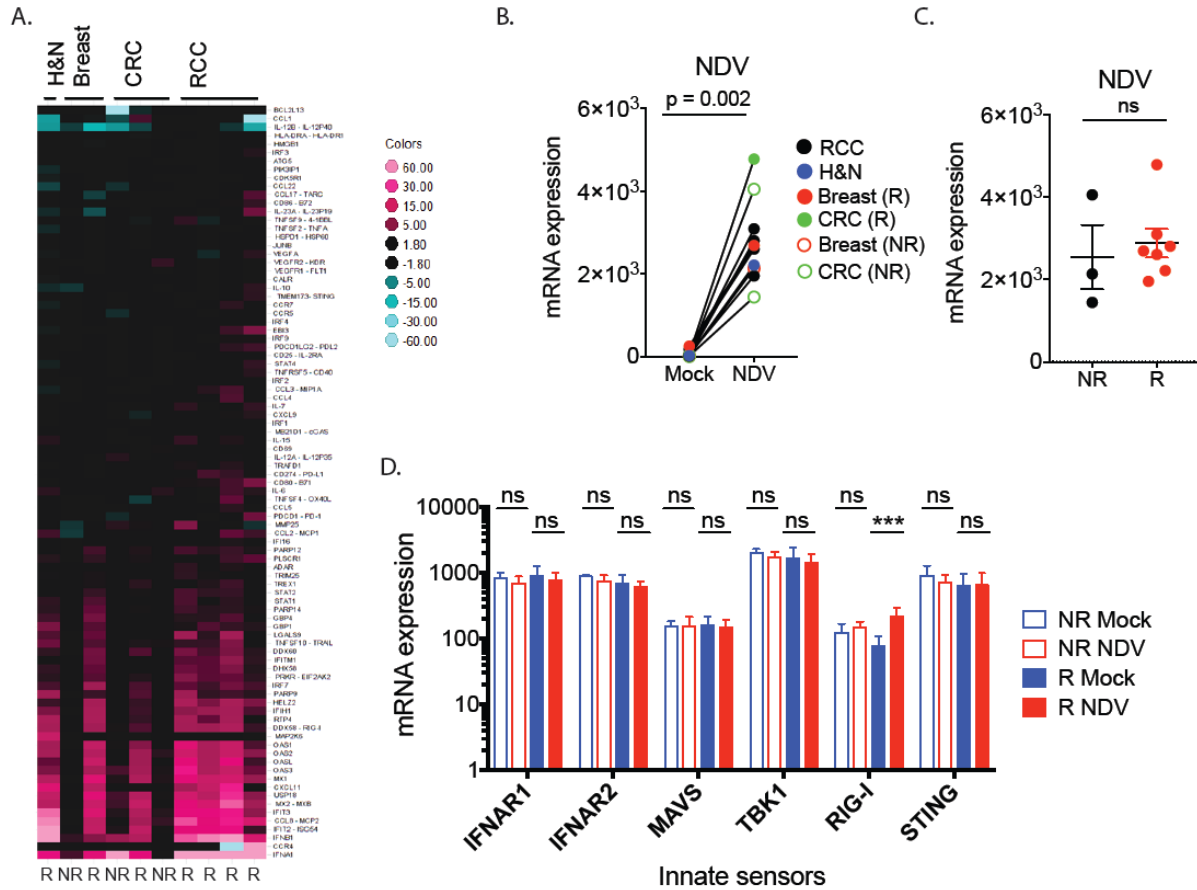 A.
H&N
Breast
CRC
RCC
BCL2L13
CCL1
IL-12B - IL-12P40
HLA-DRA - HLA-DR1
HMGB1
IRF3
ATG5
PIK3IP1
CDK5R1
CCL22
CCL17 - TARC
CD86 - B72
IL-23A - IL-23P19
TNFSF9 - 4-1BBL
TNFSF2 - TNFA
HSPD1 - HSP60
JUNB
VEGFA
VEGFR2 - KDR
VEGFR1 - FLT1
CALR
IL-10
TMEM173- STING
CCR7
CCR5
IRF4
EBI3
IRF9
PDCD1LG2 - PDL2
CD25 - IL-2RA
STAT4
TNFRSF5 - CD40
IRF2
CCL3 - MIP1A
CCL4
IL-7
CXCL9
IRF1
MB21D1 - cGAS
IL-15
CD69
IL-12A - IL-12P35
TRAFD1
CD274 - PD-L1
CD80 - B71
IL-6
TNFSF4 - OX40L
CCL5
PDCD1 - PD-1
MMP25
CCL2 - MCP1
IFI16
PARP12
PLSCR1
ADAR
TRIM25
TREX1
STAT2
STAT1
PARP14
GBP4
GBP1
LGALS9
TNFSF10 - TRAIL
DDX60
IFITM1
DHX58
PRKR - EIF2AK2
IRF7
PARP9
HELZ2
IFIH1
RTP4
DDX58 - RIG-I
MAP2K6
OAS1
OAS2
OASL
OAS3
MX1
CXCL11
USP18
MX2 - MXB
IFIT3
CCL8 - MCP2
IFIT2 - ISG54
IFNB1
CCR4
IFNA1
R NR R NR R NR R R R R
Colors
60.00
30.00
15.00
5.00
1.80
-1.80
-5.00
-15.00
-30.00
-60.00
B.
NDV
p = 0.002
6×10³
4×10³
2×10³
0
mRNA expression
Mock
NDV
RCC
H&N
Breast (R)
CRC (R)
Breast (NR)
CRC (NR)
C.
NDV
ns
6×10³
4×10³
2×10³
0
mRNA expression
NR
R
D.
ns ns ns ns ns ns
ns ns ns ns *** ns
10000
1000
100
10
1
mRNA expression
IFNAR1
IFNAR2
MAVS
TBK1
RIG-I
STING
Innate sensors
NR Mock
NR NDV
R Mock
R NDV